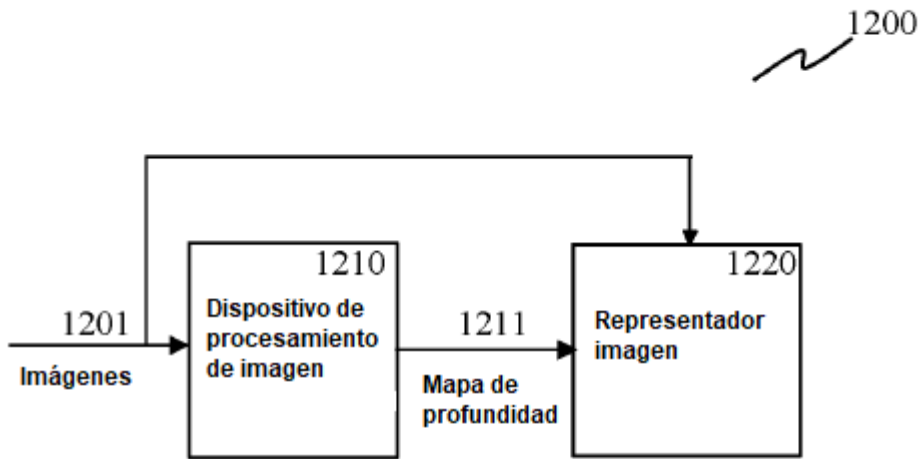 1200
1210
Dispositivo de
procesamiento
de imagen
1220
Representador
imagen
1201
Imágenes
1211
Mapa de
profundidad